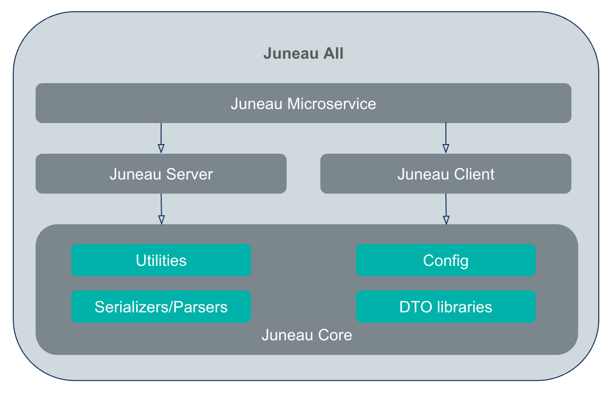 Juneau All
Juneau Microservice
Juneau Server
Juneau Client
Utilities
Config
Serializers/Parsers
DTO libraries
Juneau Core